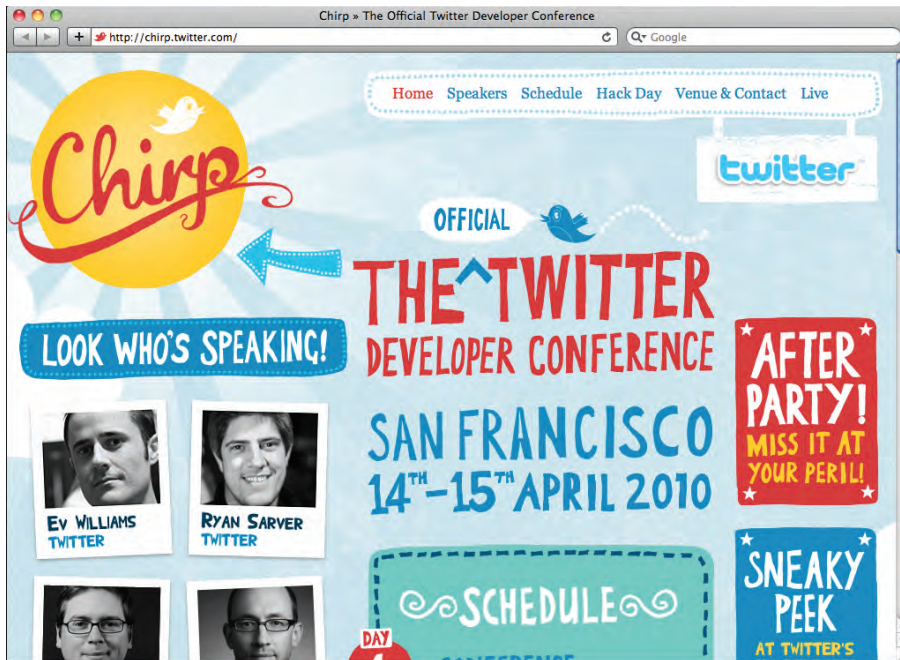 Chirp » The Official Twitter Developer Conference
http://chirp.twitter.com/
Google
Home Speakers Schedule Hack Day Venue & Contact Live
Chirp
twitter
OFFICIAL
THE ^ TWITTER
DEVELOPER CONFERENCE
SAN FRANCISCO
14TH-15TH APRIL 2010
LOOK WHO'S SPEAKING!
EV WILLIAMS
TWITTER
RYAN SARVER
TWITTER
SCHEDULE
DAY
1
CONFERENCE
AFTER
PARTY!
MISS IT AT
YOUR PERIL!
SNEAKY
PEEK
AT TWITTER'S